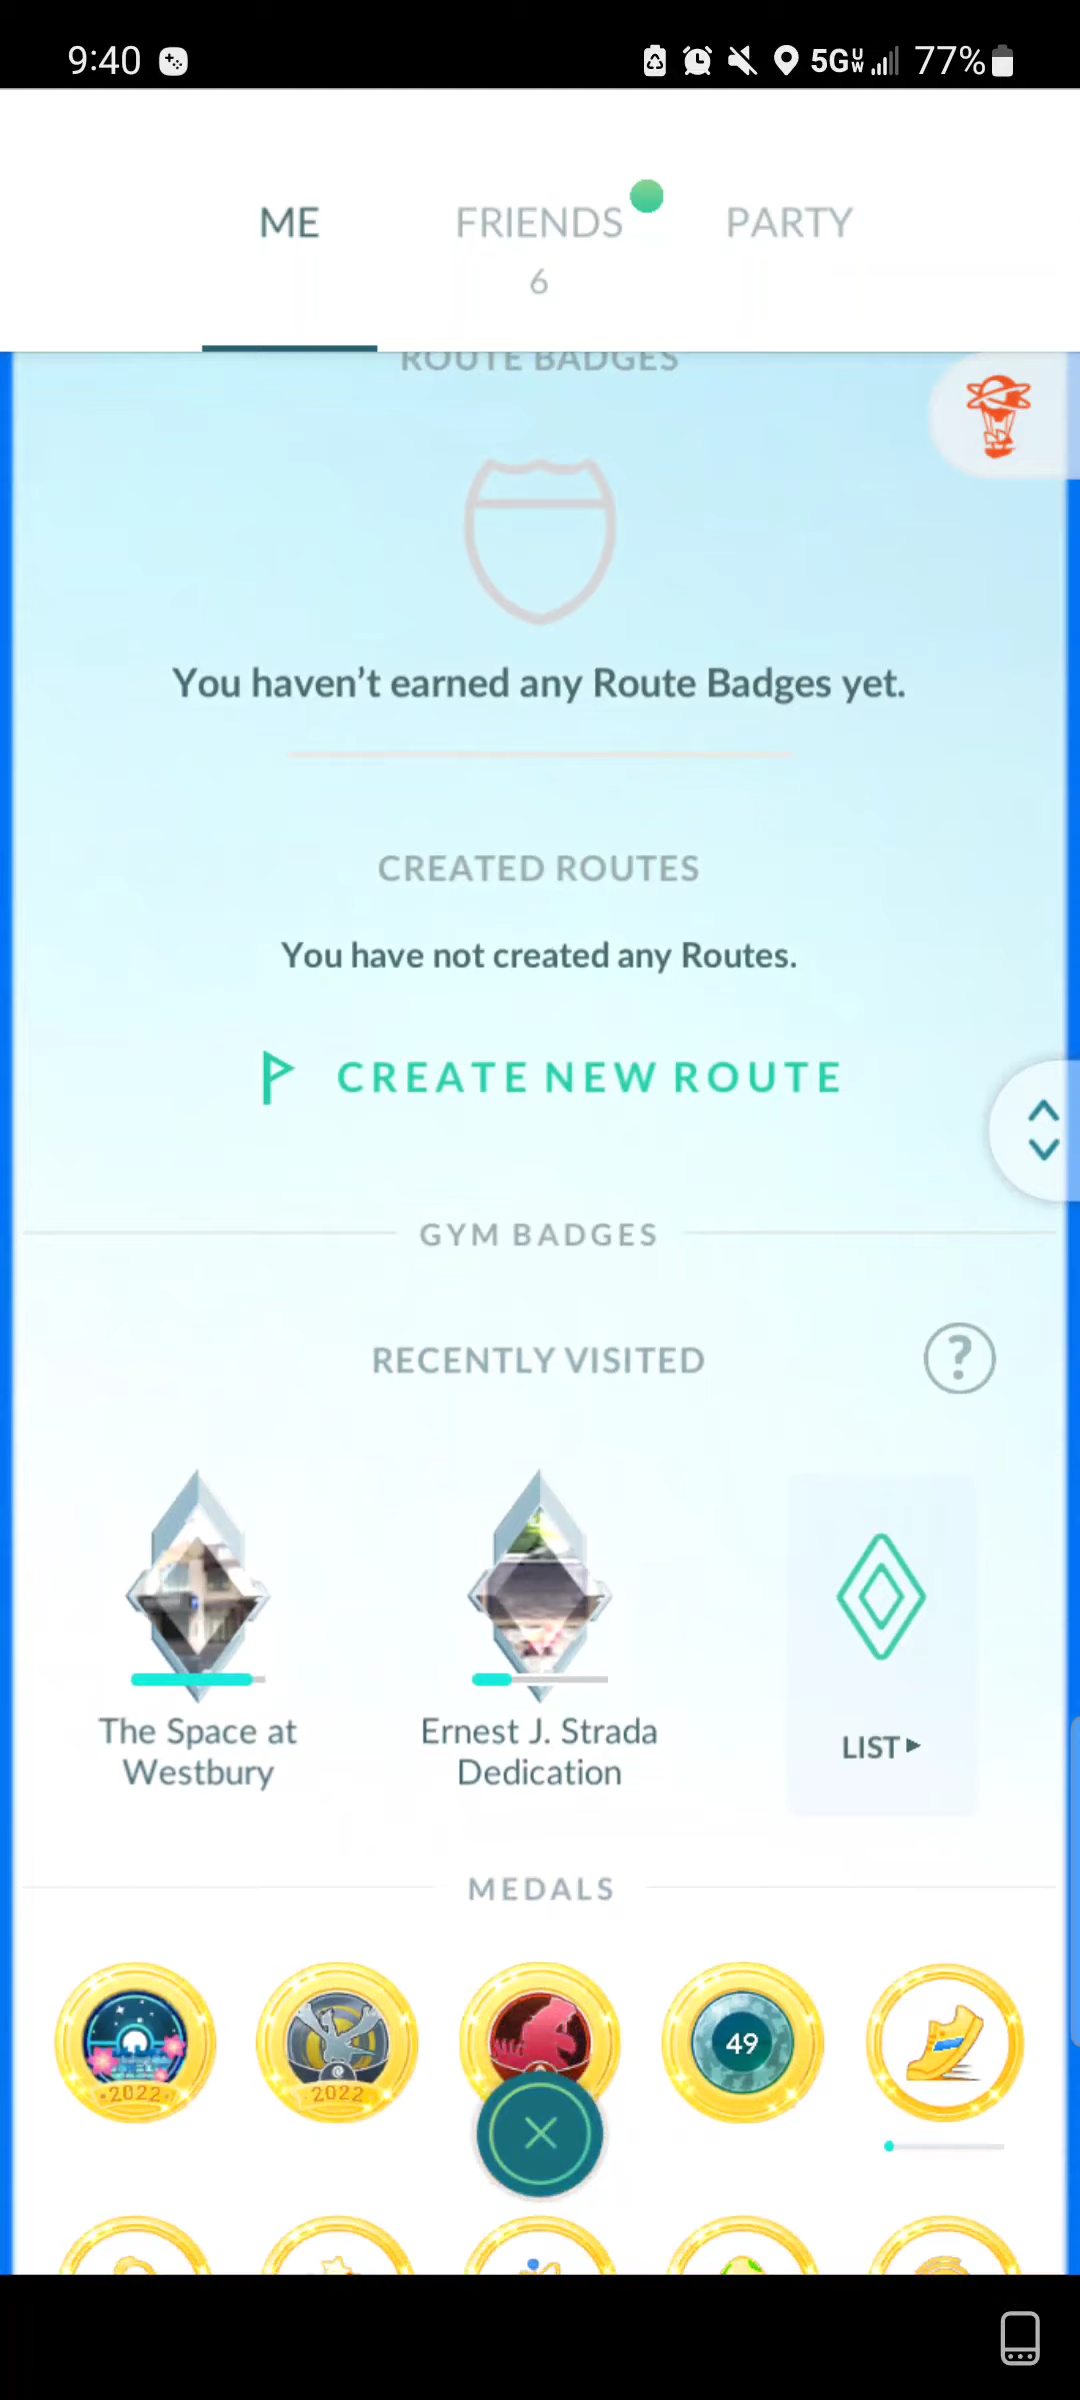 9:40
5G UW 77%
ME
FRIENDS
PARTY
6
ROUTE BADGES
You haven't earned any Route Badges yet.
CREATED ROUTES
You have not created any Routes.
CREATE NEW ROUTE
GYM BADGES
RECENTLY VISITED
?
The Space at
Westbury
Ernest J. Strada
Dedication
LIST
MEDALS
2022
2022
49